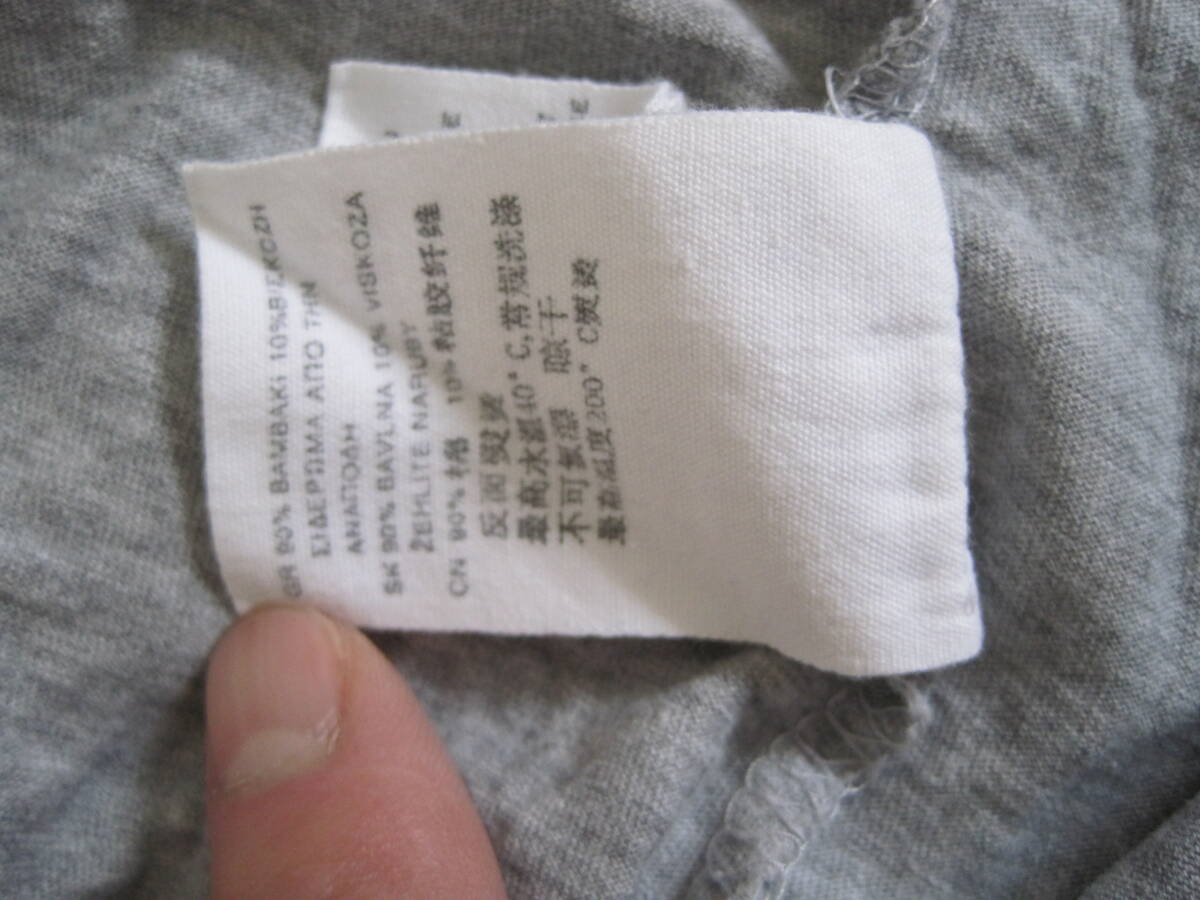 GR 90% ΒΑΜΒΑΚΙ 10%ΒΙΣΚΟΖΗ
ΣΙΔΕΡΩΜΑ ΑΠΟ ΤΗΝ
ΑΝΑΠΟΔΗ
SK 90% BAVLNA 10% VISKOZA
ŽEHLITE NARUBY
CN 90% 棉 10% 粘胶纤维
反面熨烫
最高水温40°C,常规洗涤
不可氯漂 晾干
最高温度200°C熨烫